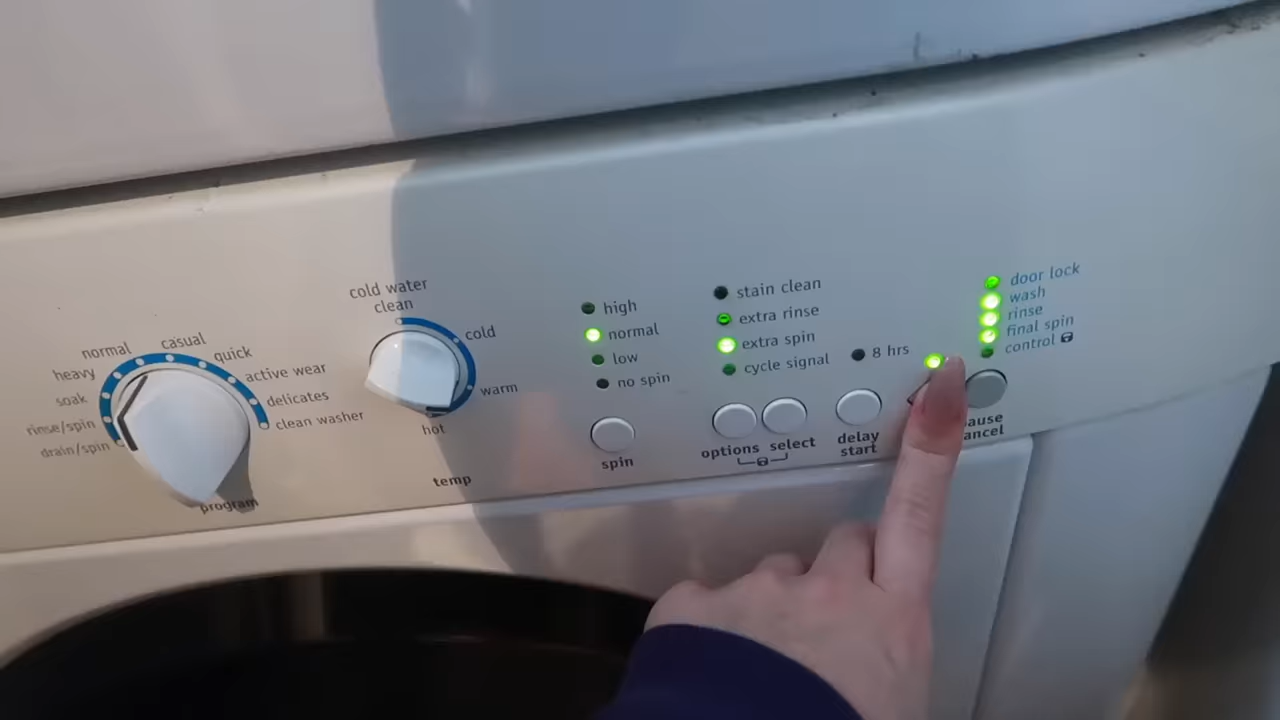 normal
casual
quick
heavy
active wear
soak
delicates
rinse/spin
clean washer
drain/spin
program
cold water
clean
cold
warm
hot
temp
high
normal
low
no spin
spin
stain clean
extra rinse
extra spin
cycle signal
options select
8 hrs
delay
start
door lock
wash
rinse
final spin
control